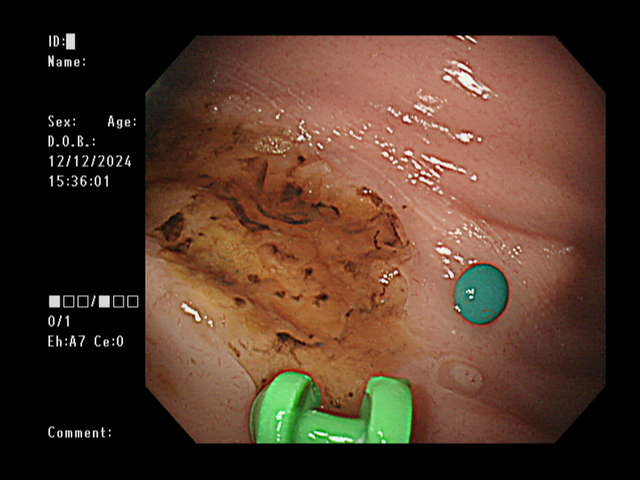 ID:
Name:
Sex: Age:
D.O.B.:
12/12/2024
15:36:01
■□□/■□□
0/1
Eh:A7 Ce:0
Comment: